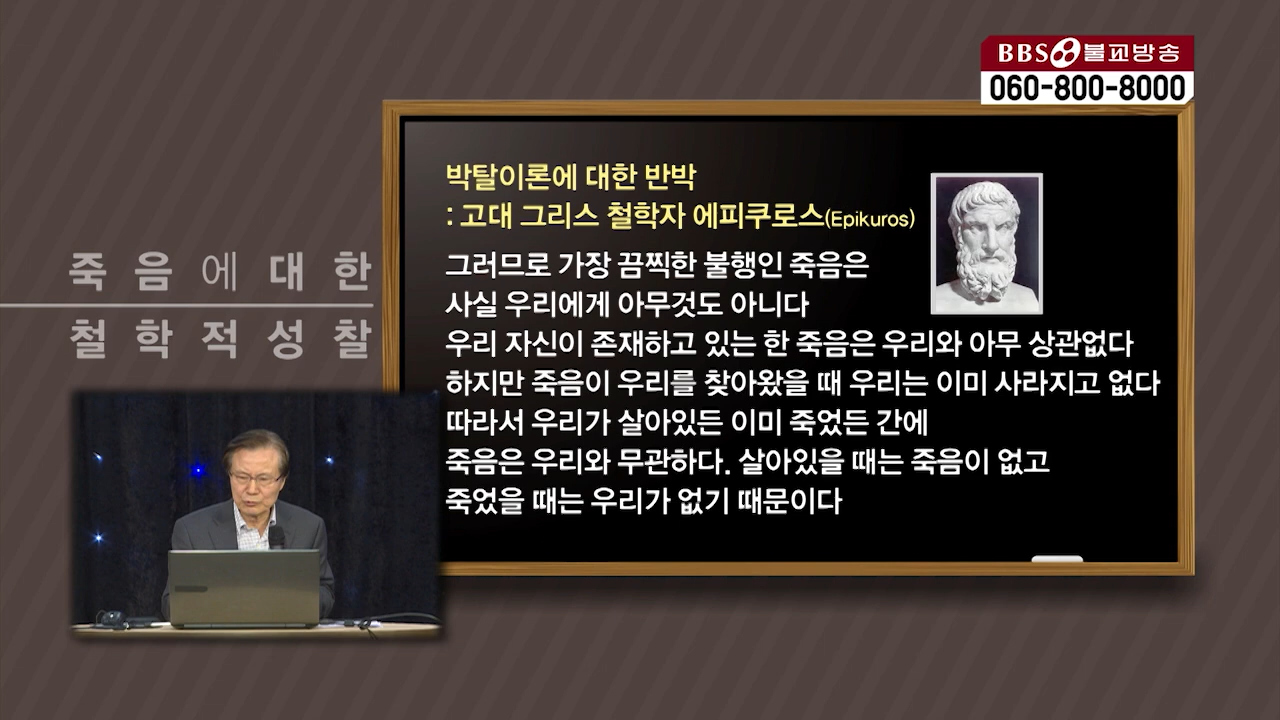 BBS 불교방송
060-800-8000
박탈이론에 대한 반박
: 고대 그리스 철학자 에피쿠로스(Epikuros)
그러므로 가장 끔찍한 불행인 죽음은
사실 우리에게 아무것도 아니다
우리 자신이 존재하고 있는 한 죽음은 우리와 아무 상관없다
하지만 죽음이 우리를 찾아왔을 때 우리는 이미 사라지고 없다
따라서 우리가 살아있든 이미 죽었든 간에
죽음은 우리와 무관하다. 살아있을 때는 죽음이 없고
죽었을 때는 우리가 없기 때문이다
죽음에대한
철학적성찰